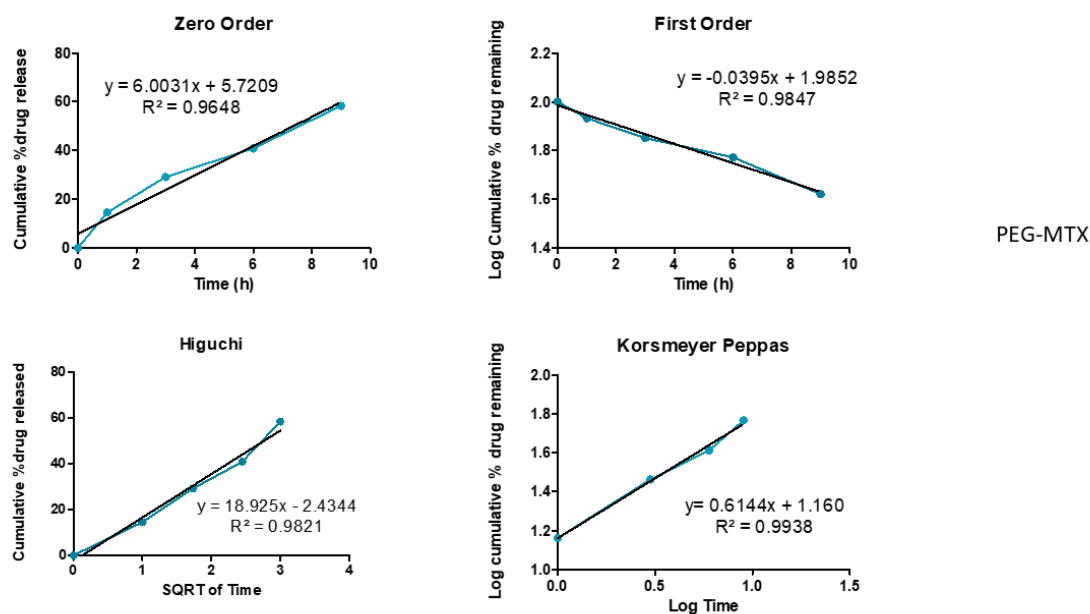 Zero Order
Cumulative %drug release
80
60
40
20
0
y = 6.0031x + 5.7209
R² = 0.9648
0 2 4 6 8 10
Time (h)
First Order
Log Cumulative % drug remaining
2.2
2.0
1.8
1.6
1.4
y = -0.0395x + 1.9852
R² = 0.9847
0 2 4 6 8 10
Time (h)
PEG-MTX
Higuchi
Cumulative %drug released
80
60
40
20
0
y = 18.925x - 2.4344
R² = 0.9821
0 1 2 3 4
SQRT of Time
Korsmeyer Peppas
Log cumulative % drug remaining
2.0
1.8
1.6
1.4
1.2
1.0
y= 0.6144x + 1.160
R² = 0.9938
0.0 0.5 1.0 1.5
Log Time